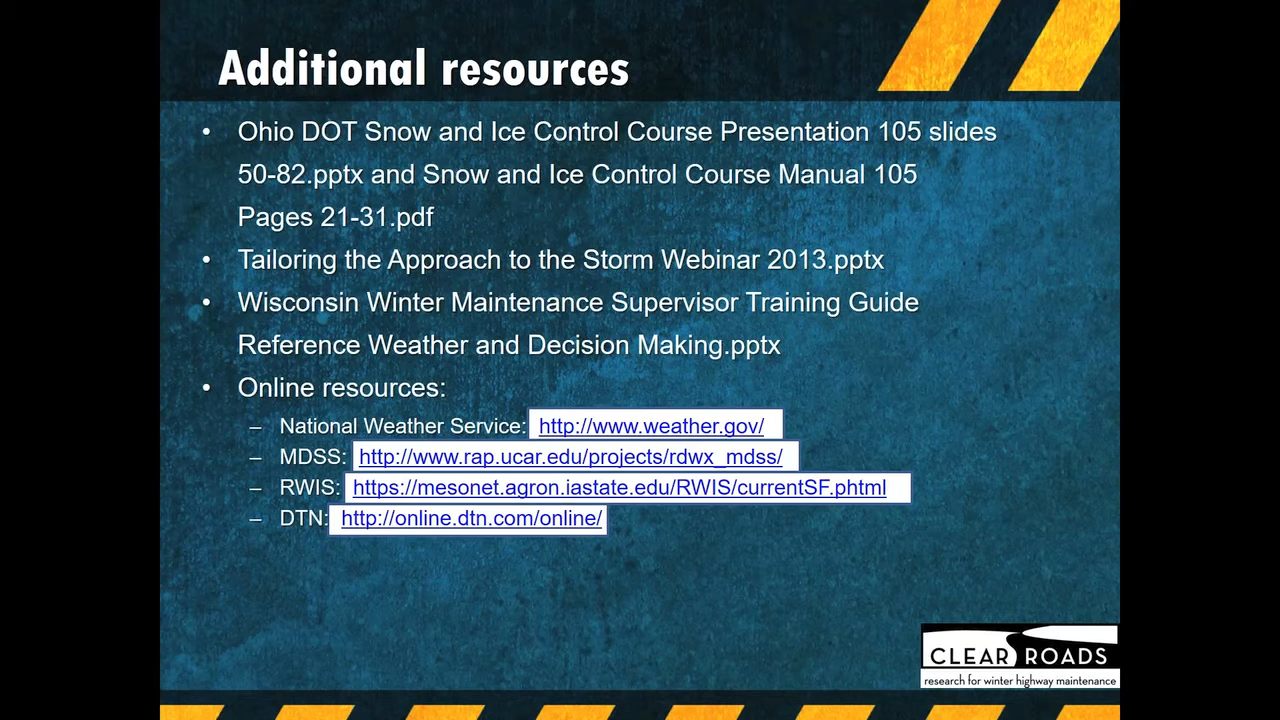 Additional resources
• Ohio DOT Snow and Ice Control Course Presentation 105 slides
50-82.pptx and Snow and Ice Control Course Manual 105
Pages 21-31.pdf
• Tailoring the Approach to the Storm Webinar 2013.pptx
• Wisconsin Winter Maintenance Supervisor Training Guide
Reference Weather and Decision Making.pptx
• Online resources:
– National Weather Service: http://www.weather.gov/
– MDSS: http://www.rap.ucar.edu/projects/rdwx_mdss/
– RWIS: https://mesonet.agron.iastate.edu/RWIS/currentSF.phtml
– DTN: http://online.dtn.com/online/
CLEAR ROADS
research for winter highway maintenance